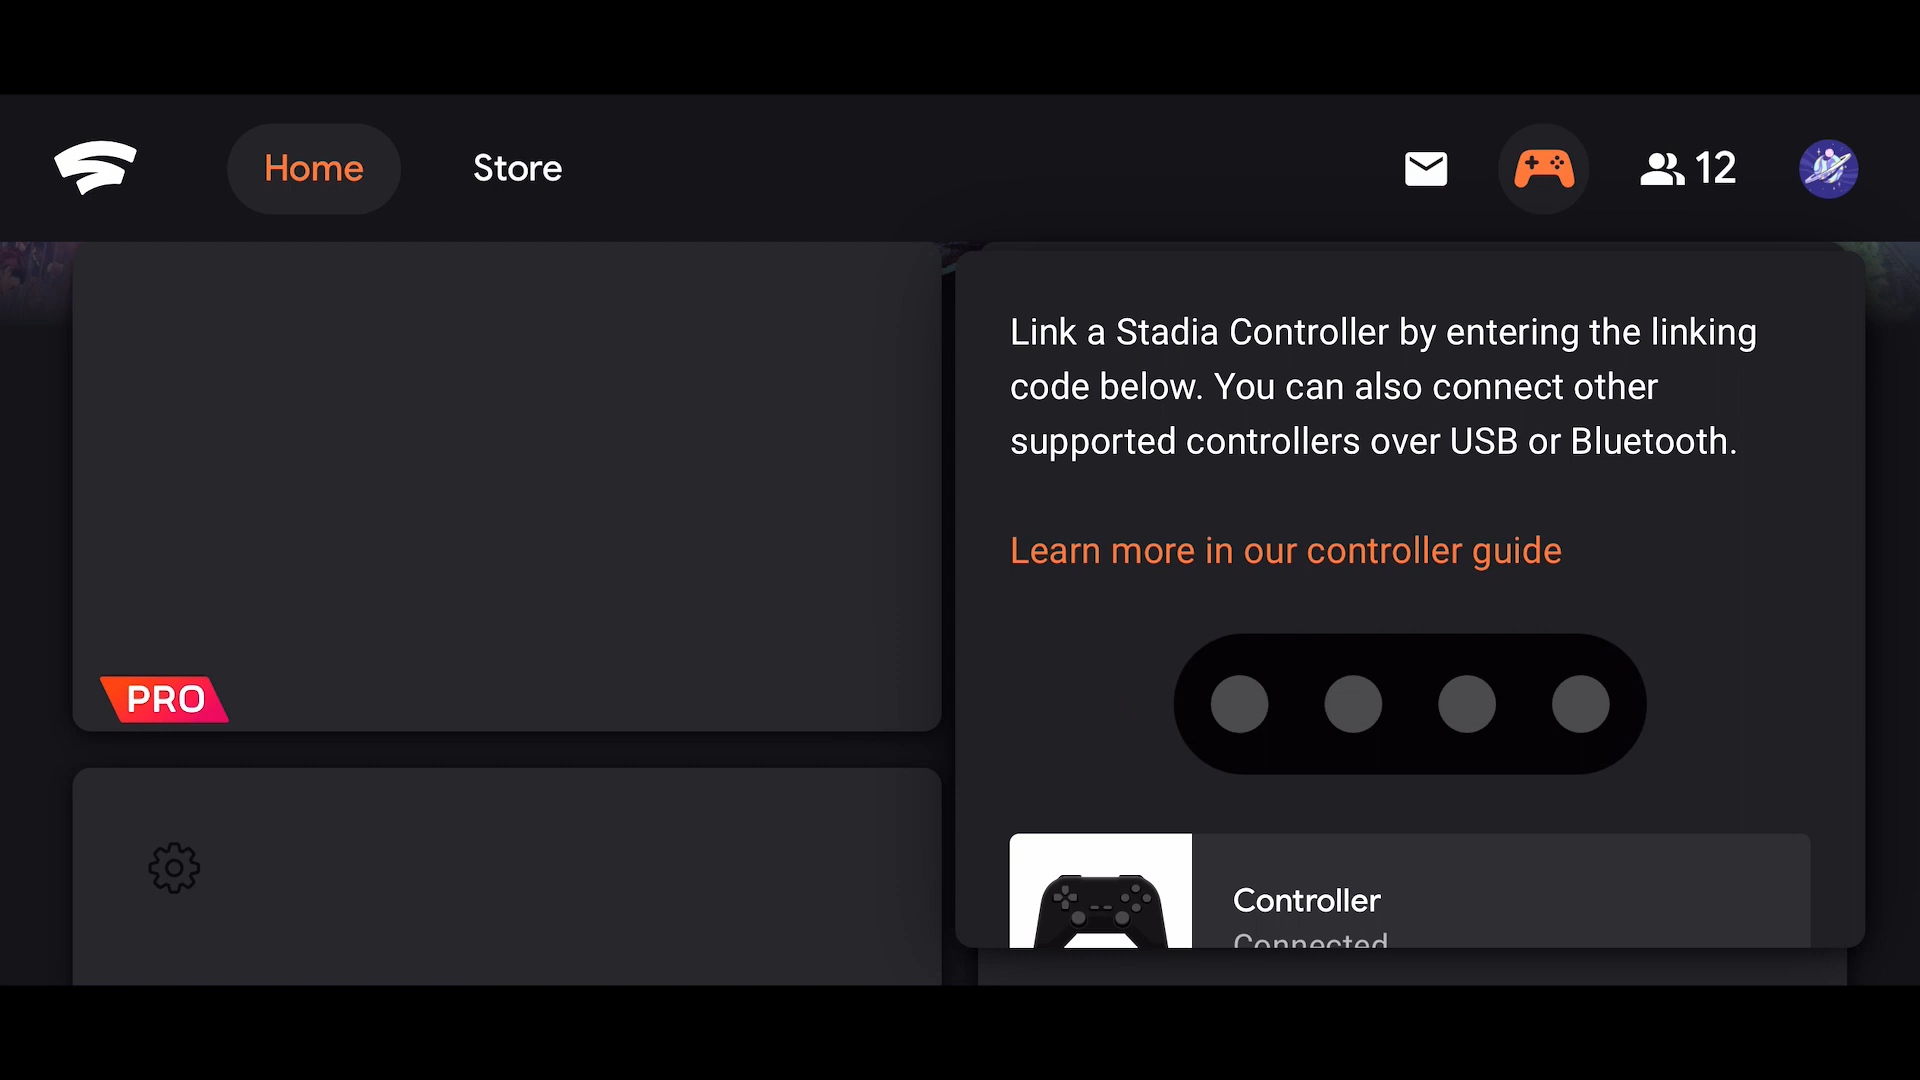 Home
Store
12
Link a Stadia Controller by entering the linking
code below. You can also connect other
supported controllers over USB or Bluetooth.
Learn more in our controller guide
PRO
Controller
Connected